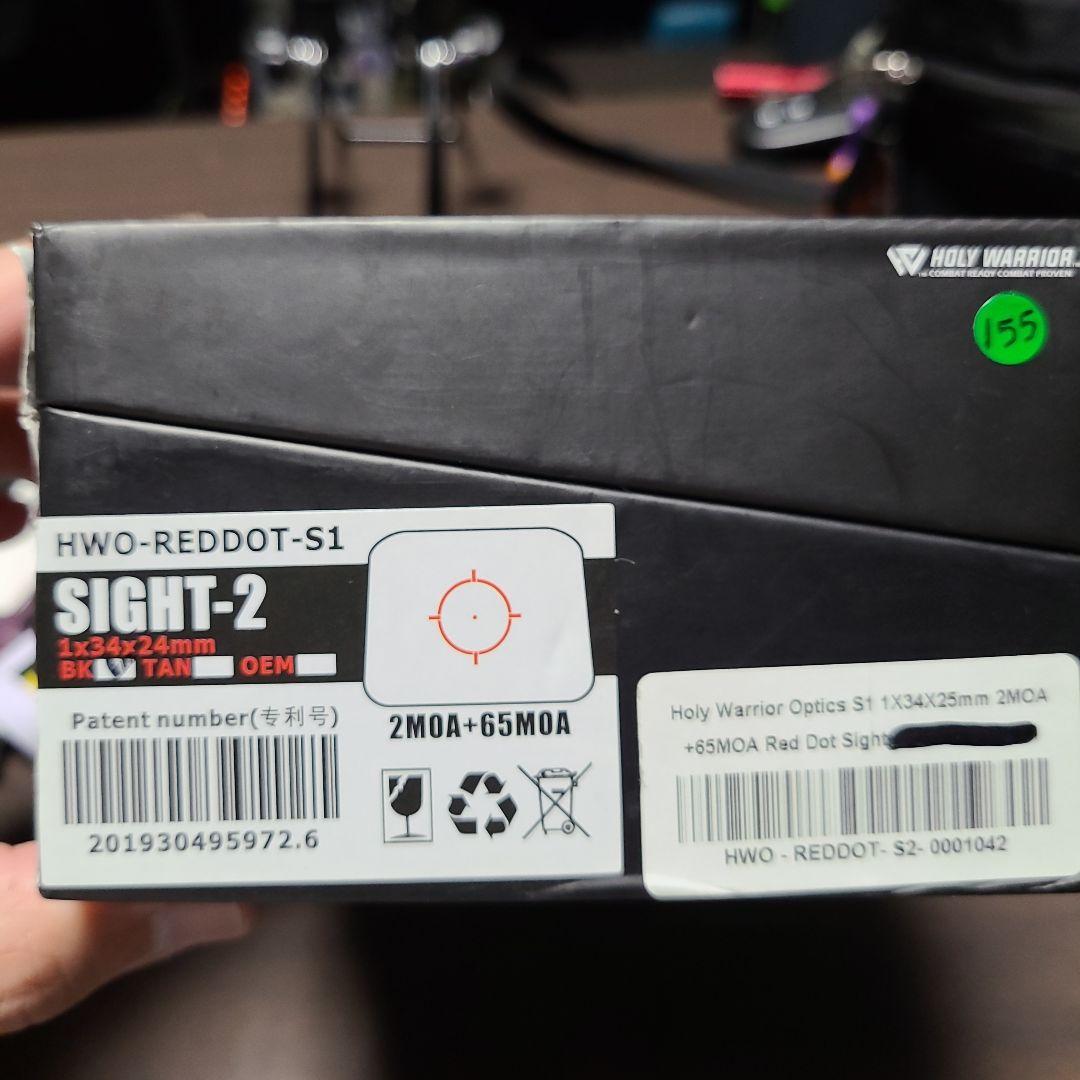 HOLY WARRIOR
COMBAT READY COMBAT PROVEN
155
HWO-REDDOT-S1
SIGHT-2
1x34x24mm
BK TAN OEM
Patent number(专利号)
201930495972.6
2MOA+65MOA
Holy Warrior Optics S1 1X34X25mm 2MOA
+65MOA Red Dot Sight
HWO - REDDOT- S2- 0001042